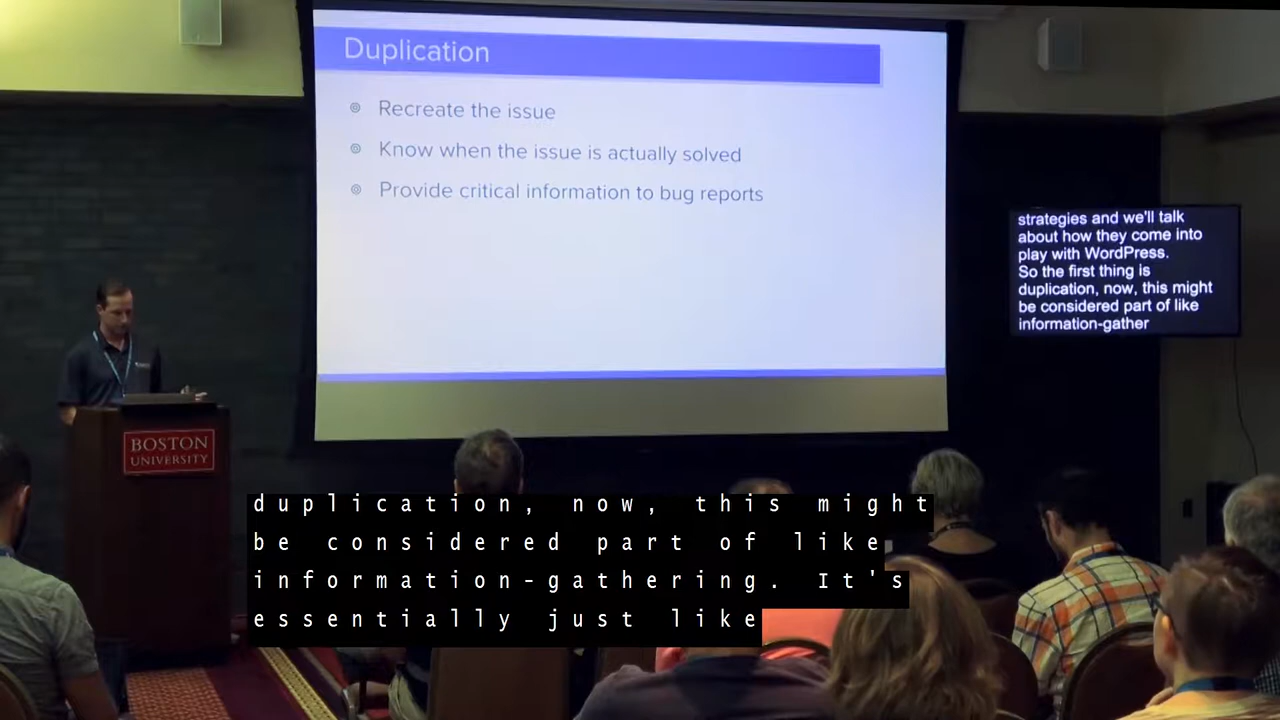 Duplication
Recreate the issue
Know when the issue is actually solved
Provide critical information to bug reports
strategies and we'll talk
about how they come into
play with WordPress.
So the first thing is
duplication, now, this might
be considered part of like
information-gather
BOSTON
UNIVERSITY
duplication, now, this might
be considered part of like
information-gathering. It's
essentially just like